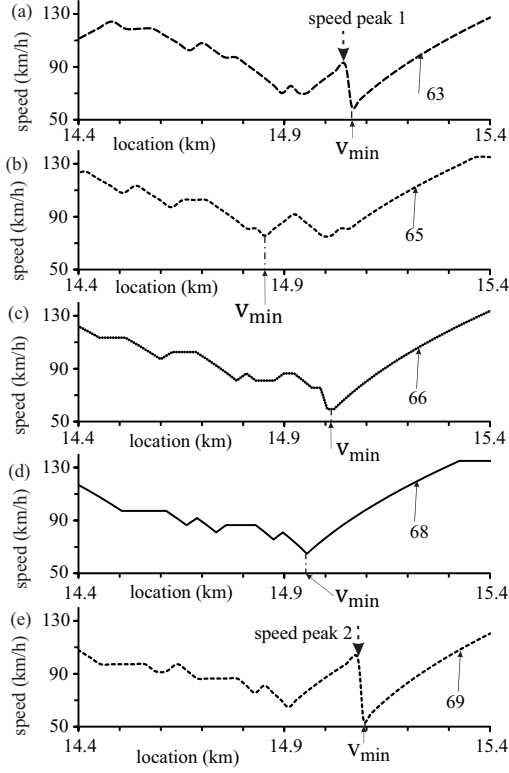 (a)
speed peak 1
speed (km/h)
130
90
50
63
14.4
location (km)
14.9
vmin
15.4
(b)
speed (km/h)
130
90
50
65
14.4
location (km)
14.9
15.4
vmin
(c)
speed (km/h)
130
90
50
66
14.4
location (km)
14.9
vmin
15.4
(d)
speed (km/h)
130
90
50
68
14.4
location (km)
14.9
vmin
15.4
(e)
speed peak 2
speed (km/h)
130
90
50
69
14.4
location (km)
14.9
vmin
15.4